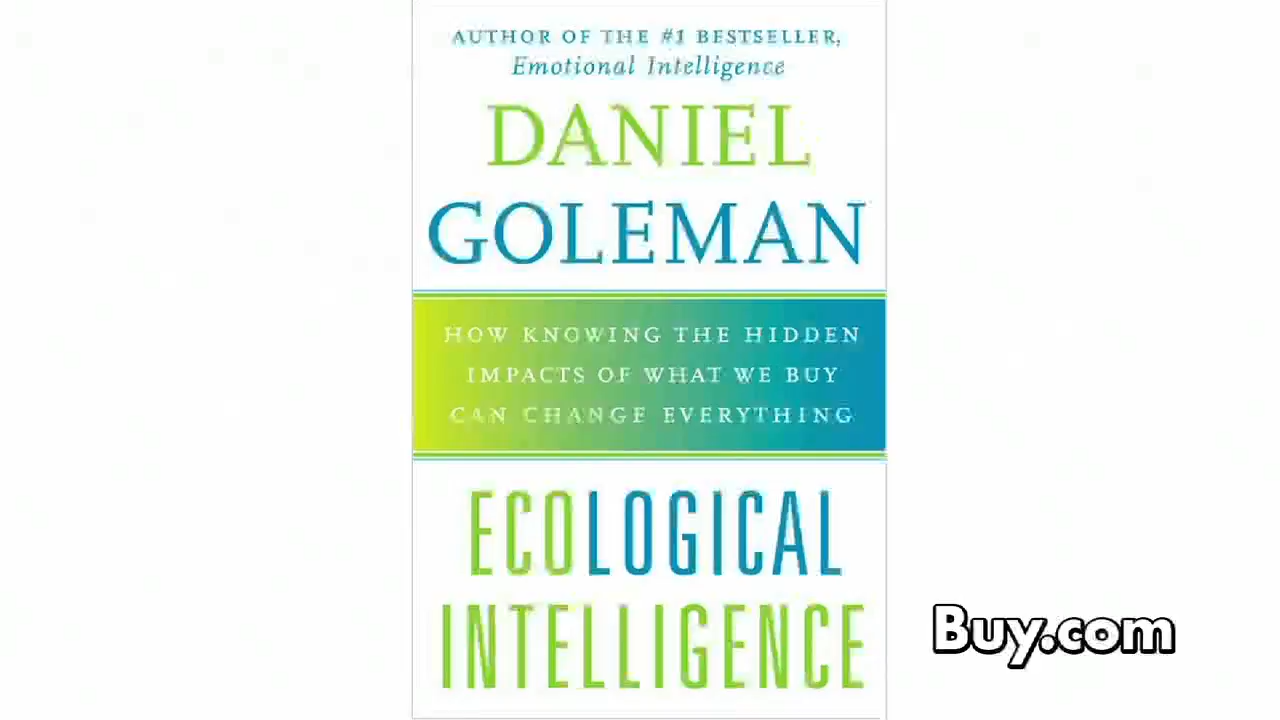 AUTHOR OF THE #1 BESTSELLER,
Emotional Intelligence
DANIEL
GOLEMAN
HOW KNOWING THE HIDDEN
IMPACTS OF WHAT WE BUY
CAN CHANGE EVERYTHING
ECOLOGICAL
INTELLIGENCE
Buy.com